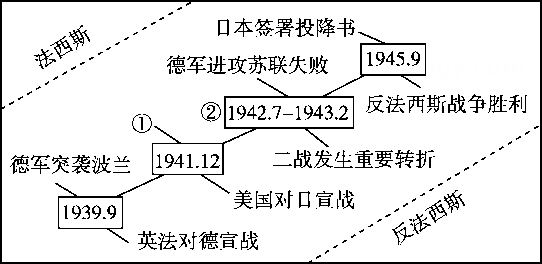 法西斯
日本签署投降书
1945.9
德军进攻苏联失败
② 1942.7–1943.2
反法西斯战争胜利
①
1941.12
二战发生重要转折
德军突袭波兰
1939.9
美国对口宣战
英法对德宣战
反法西斯